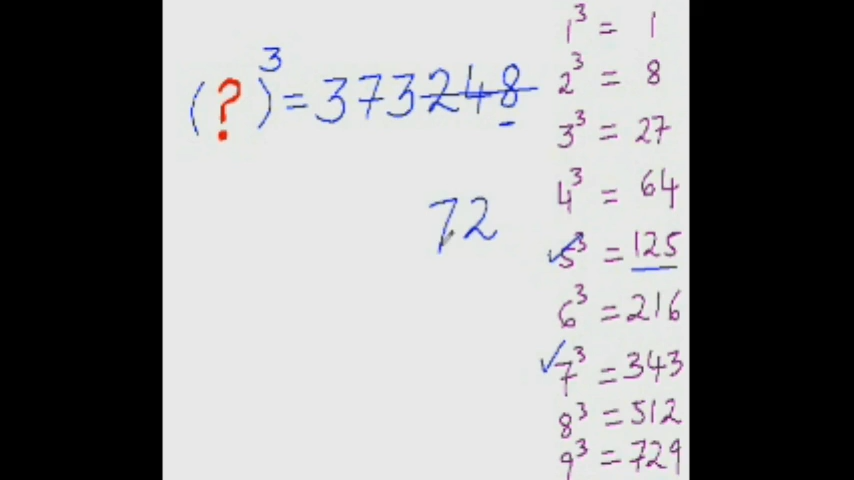 (?)³ = 373248
72
1³ = 1
2³ = 8
3³ = 27
4³ = 64
✓5³ = 125
6³ = 216
✓7³ = 343
8³ = 512
9³ = 729